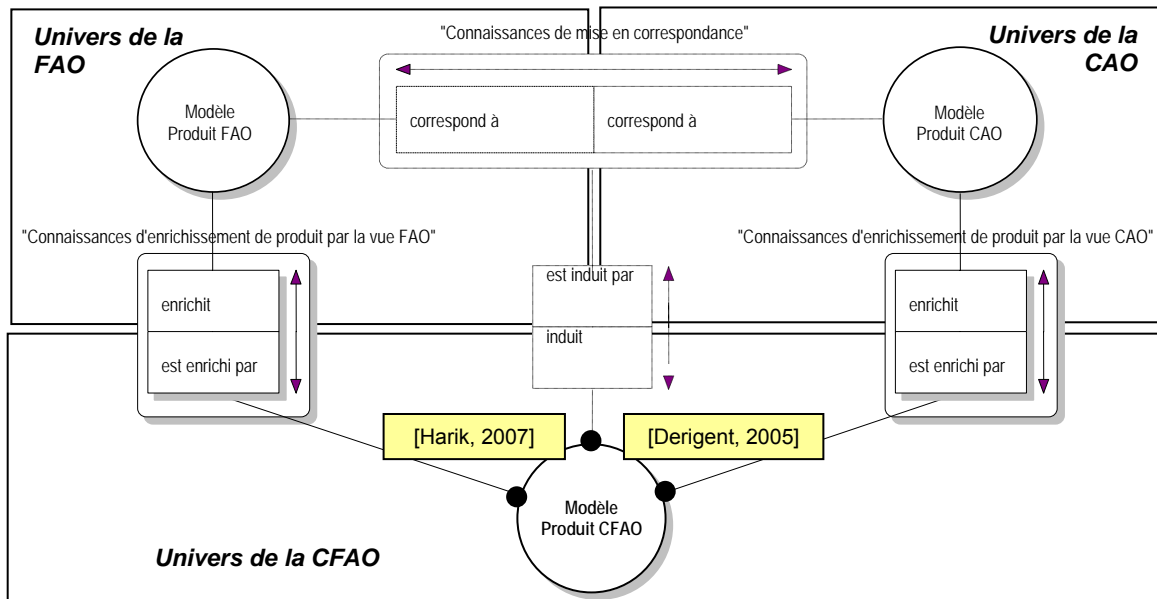 "Connaissances de mise en correspondance"
Univers de la
FAO
Univers de la
CAO
Modèle
Produit FAO
correspond à
correspond à
Modèle
Produit CAO
"Connaissances d'enrichissement de produit par la vue FAO"
"Connaissances d'enrichissement de produit par la vue CAO"
enrichit
est enrichi par
est induit par
induit
enrichit
est enrichi par
[Harik, 2007]
[Derigent, 2005]
Modèle
Produit CFAO
Univers de la CFAO